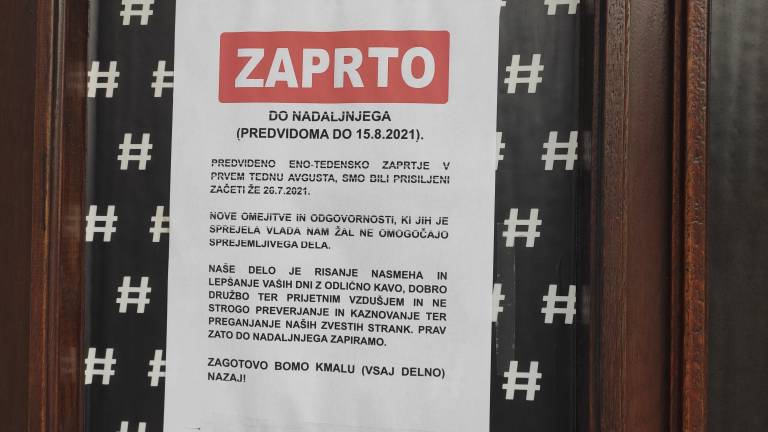 ZAPRTO
DO NADALJNJEGA
(PREDVIDOMA DO 15.8.2021).
PREDVIDENO ENO-TEDENSKO ZAPRTJE V
PRVEM TEDNU AVGUSTA, SMO BILI PRISILJENI
ZAČETI ŽE 26.7.2021.
NOVE OMEJITVE IN ODGOVORNOSTI, KI JIH JE
SPREJELA VLADA NAM ŽAL NE OMOGOČAJO
SPREJEMLJIVEGA DELA.
NAŠE DELO JE RISANJE NASMEHA IN
LEPŠANJE VAŠIH DNI Z ODLIČNO KAVO, DOBRO
DRUŽBO TER PRIJETNIM VZDUŠJEM IN NE
STROGO PREVERJANJE IN KAZNOVANJE TER
PREGANJANJE NAŠIH ZVESTIH STRANK. PRAV
ZATO DO NADALJNJEGA ZAPIRAMO.
ZAGOTOVO BOMO KMALU (VSAJ DELNO)
NAZAJ!